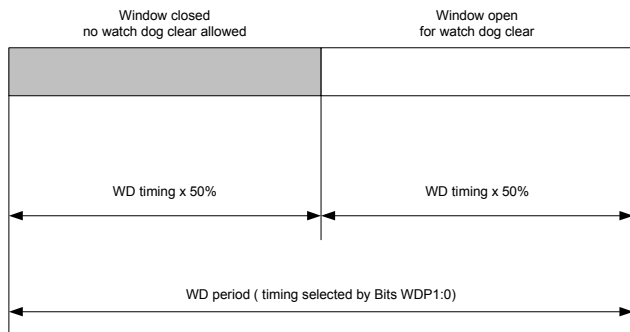 Window closed
no watch dog clear allowed
Window open
for watch dog clear
WD timing x 50%
WD timing x 50%
WD period ( timing selected by Bits WDP1:0)